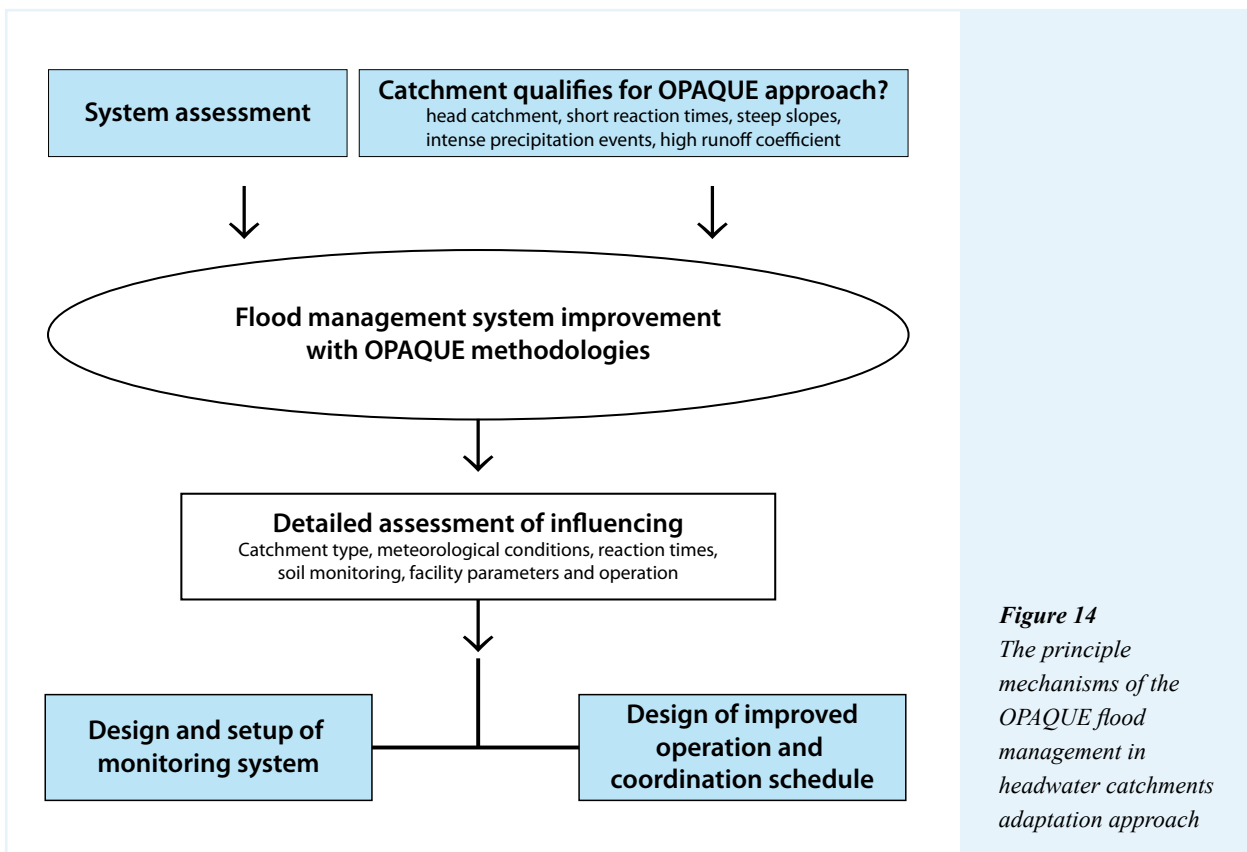 System assessment
Catchment qualifies for OPAQUE approach?
head catchment, short reaction times, steep slopes,
intense precipitation events, high runoff coefficient
Flood management system improvement
with OPAQUE methodologies
Detailed assessment of influencing
Catchment type, meteorological conditions, reaction times,
soil monitoring, facility parameters and operation
Design and setup of
monitoring system
Design of improved
operation and
coordination schedule
Figure 14
The principle
mechanisms of the
OPAQUE flood
management in
headwater catchments
adaptation approach